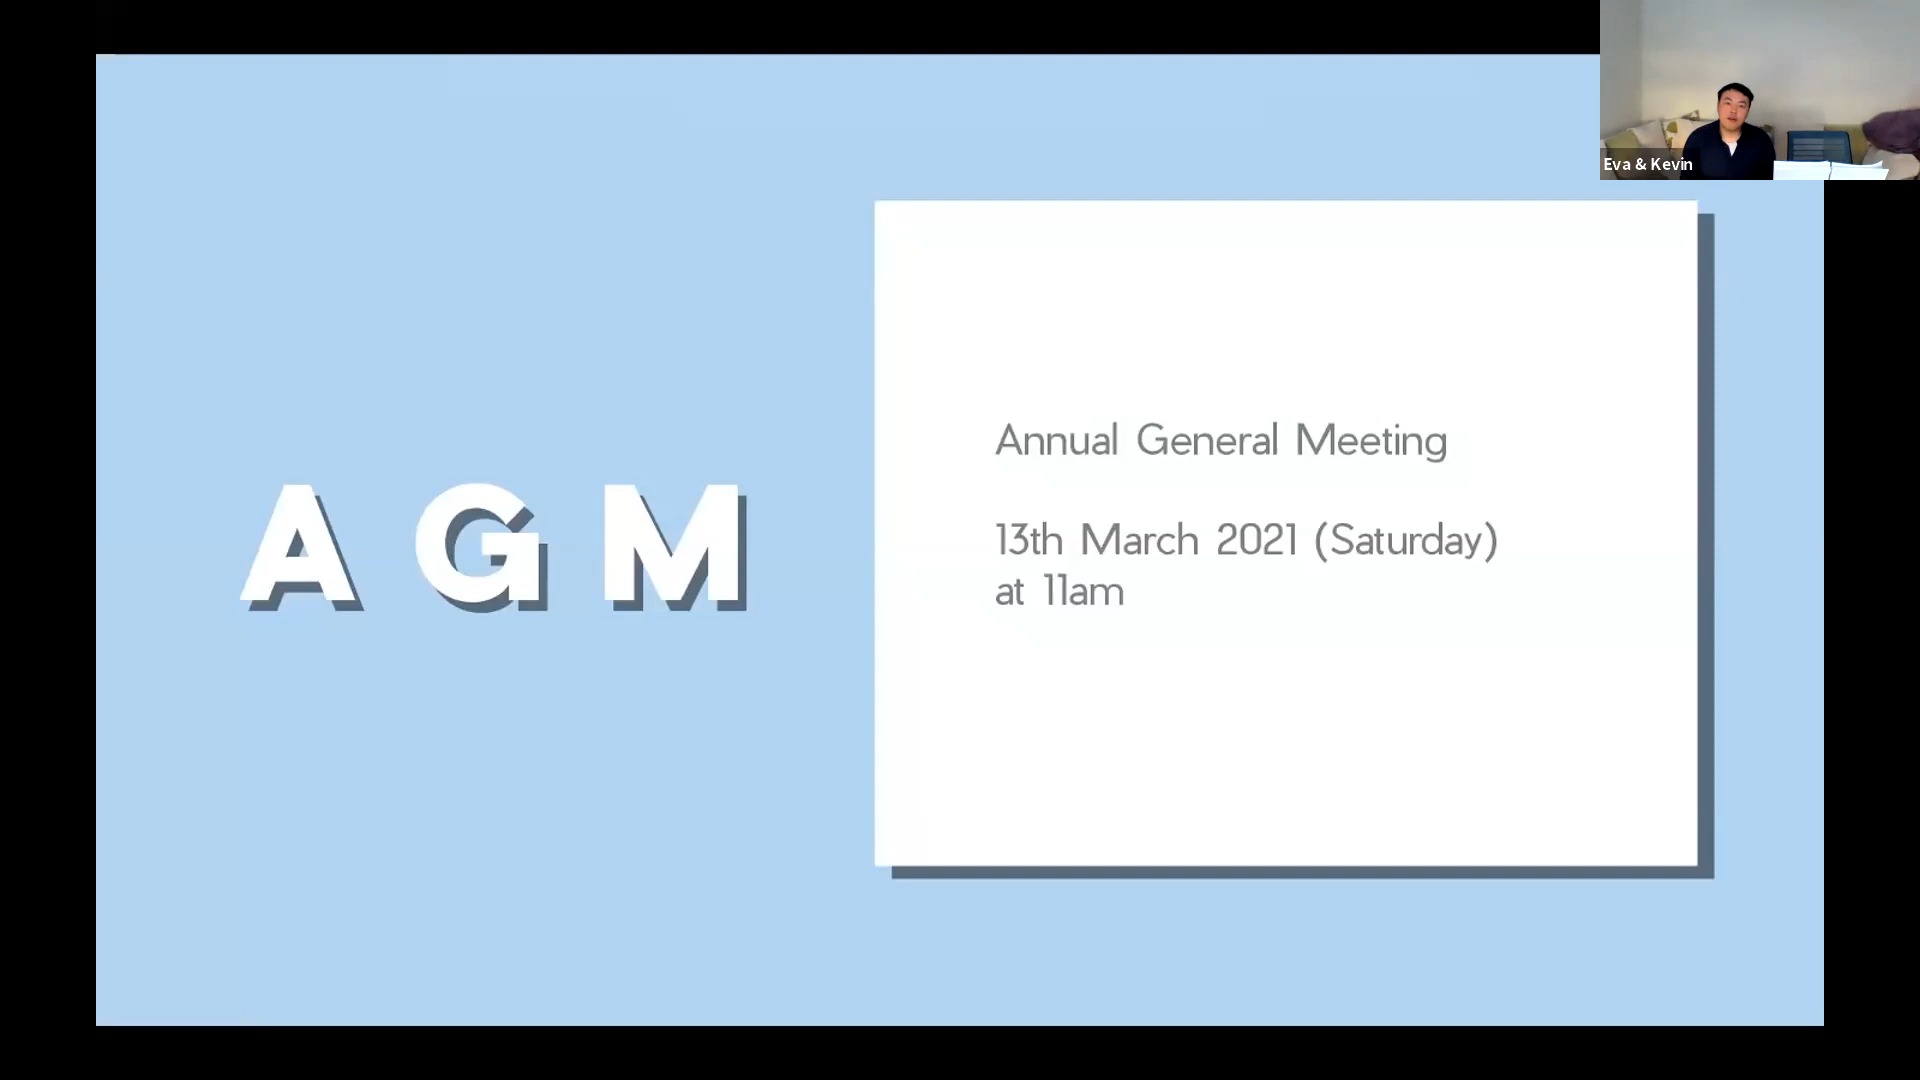 Eva & Kevin
A G M
Annual General Meeting
13th March 2021 (Saturday)
at 11am